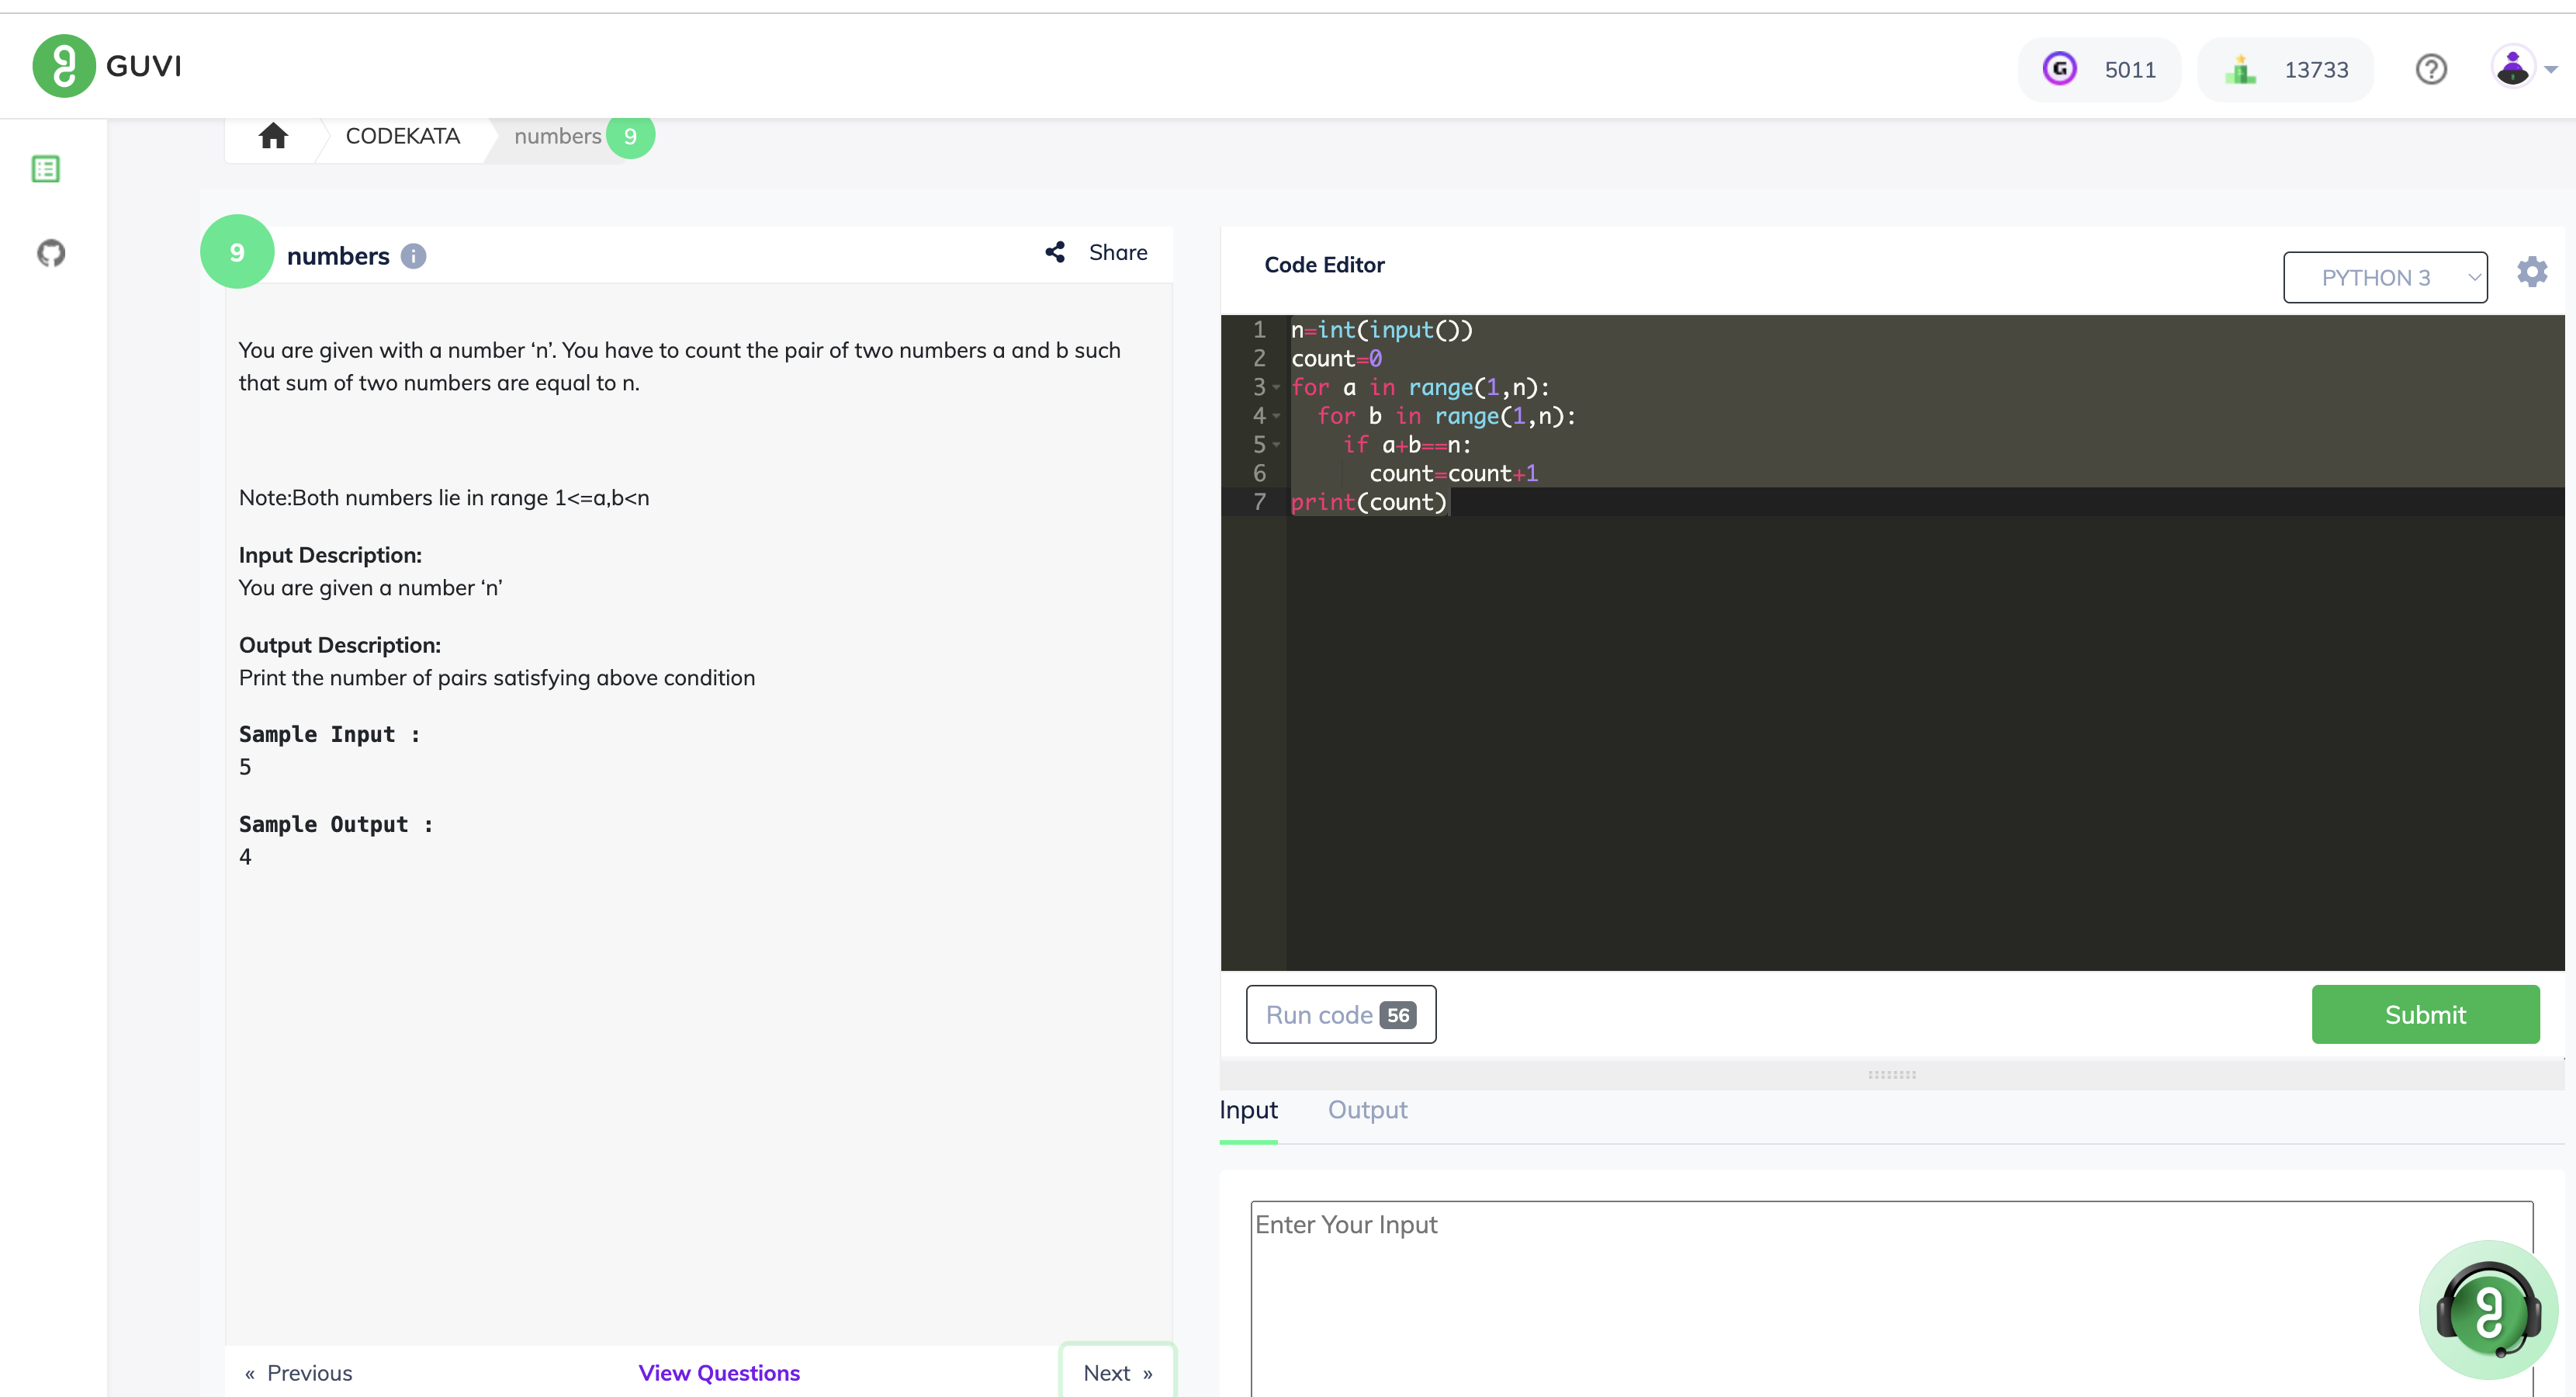 GUVI
5011
13733
CODEKATA
numbers 9
9
numbers
Share
You are given with a number ‘n’. You have to count the pair of two numbers a and b such
that sum of two numbers are equal to n.
Note:Both numbers lie in range 1<=a,b<n
Input Description:
You are given a number ‘n’
Output Description:
Print the number of pairs satisfying above condition
Sample Input :
5
Sample Output :
4
« Previous
View Questions
Next »
Code Editor
PYTHON 3
1 n=int(input())
2 count=0
3 for a in range(1,n):
4 for b in range(1,n):
5 if a+b==n:
6 count=count+1
7 print(count)
Run code 56
Submit
Input
Output
Enter Your Input